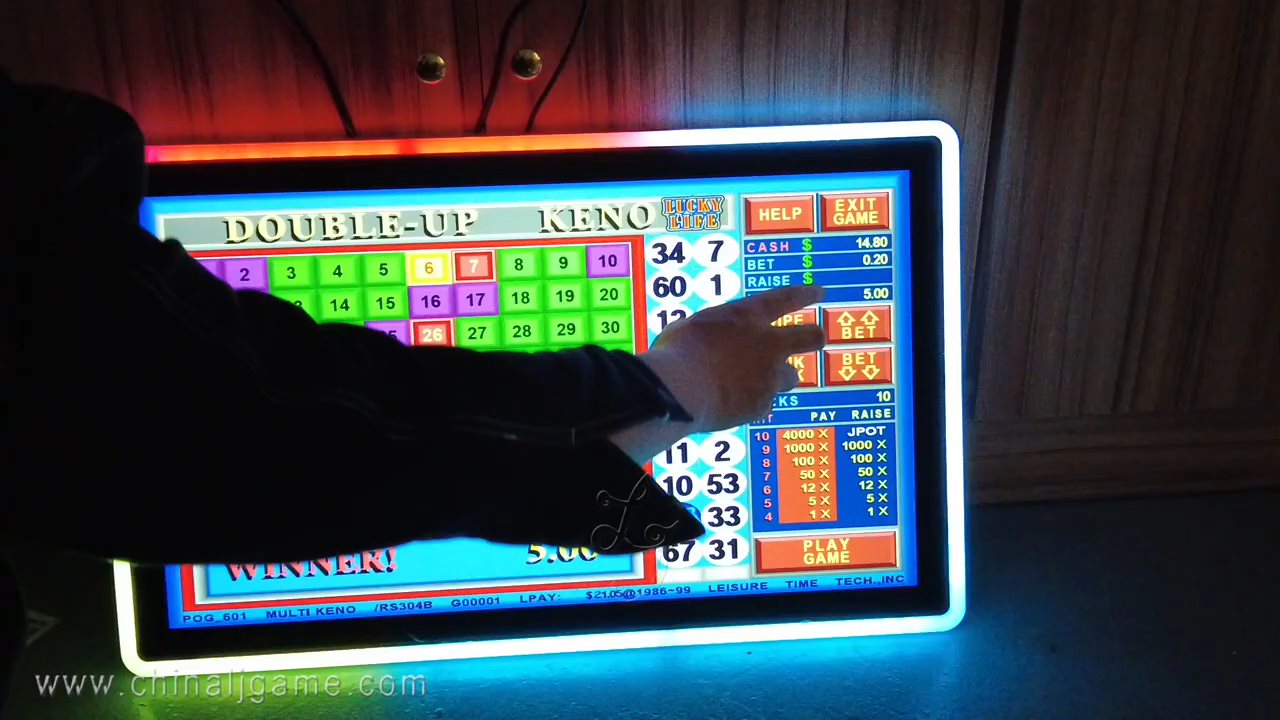 DOUBLE-UP KENO LUCKY LIFE
HELP EXIT GAME
CASH $ 14.80
BET $ 0.20
RAISE $
5.00
2 3 4 5 6 7 8 9 10
14 15 16 17 18 19 20
26 27 28 29 30
34 7
60 1
BET
BET
10
PAY RAISE
10 4000 X JPOT
9 1000 X 1000 X
8 100 X 100 X
7 50 X 50 X
6 12 X 12 X
5 5 X 5 X
4 1 X 1 X
11 2
10 53
33
67 31
PLAY GAME
WINNER! 5.00
POG_601 MULTI KENO /RS304B G00001 LPAY: $21.05@1986~99 LEISURE TIME TECH.,INC
www.chinaljgame.com